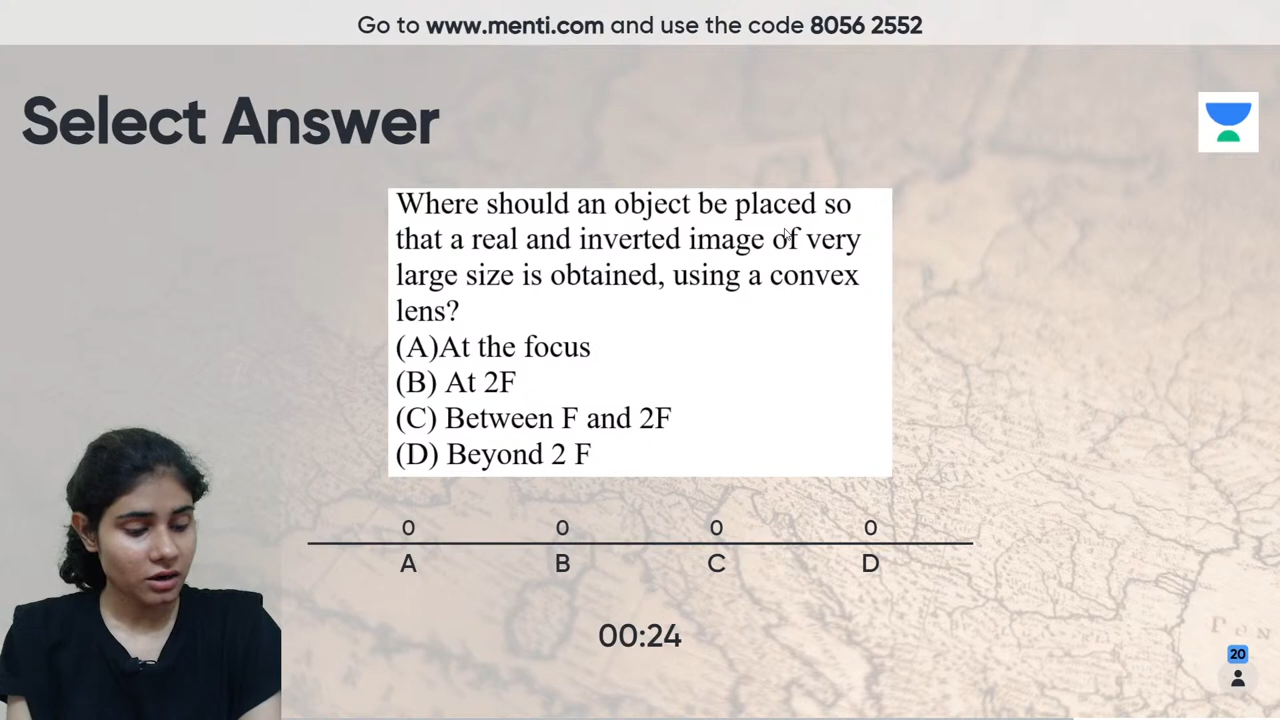 Go to www.menti.com and use the code 8056 2552
Select Answer
Where should an object be placed so
that a real and inverted image of very
large size is obtained, using a convex
lens?
(A)At the focus
(B) At 2F
(C) Between F and 2F
(D) Beyond 2 F
0 0 0 0
A B C D
00:24
PON
20